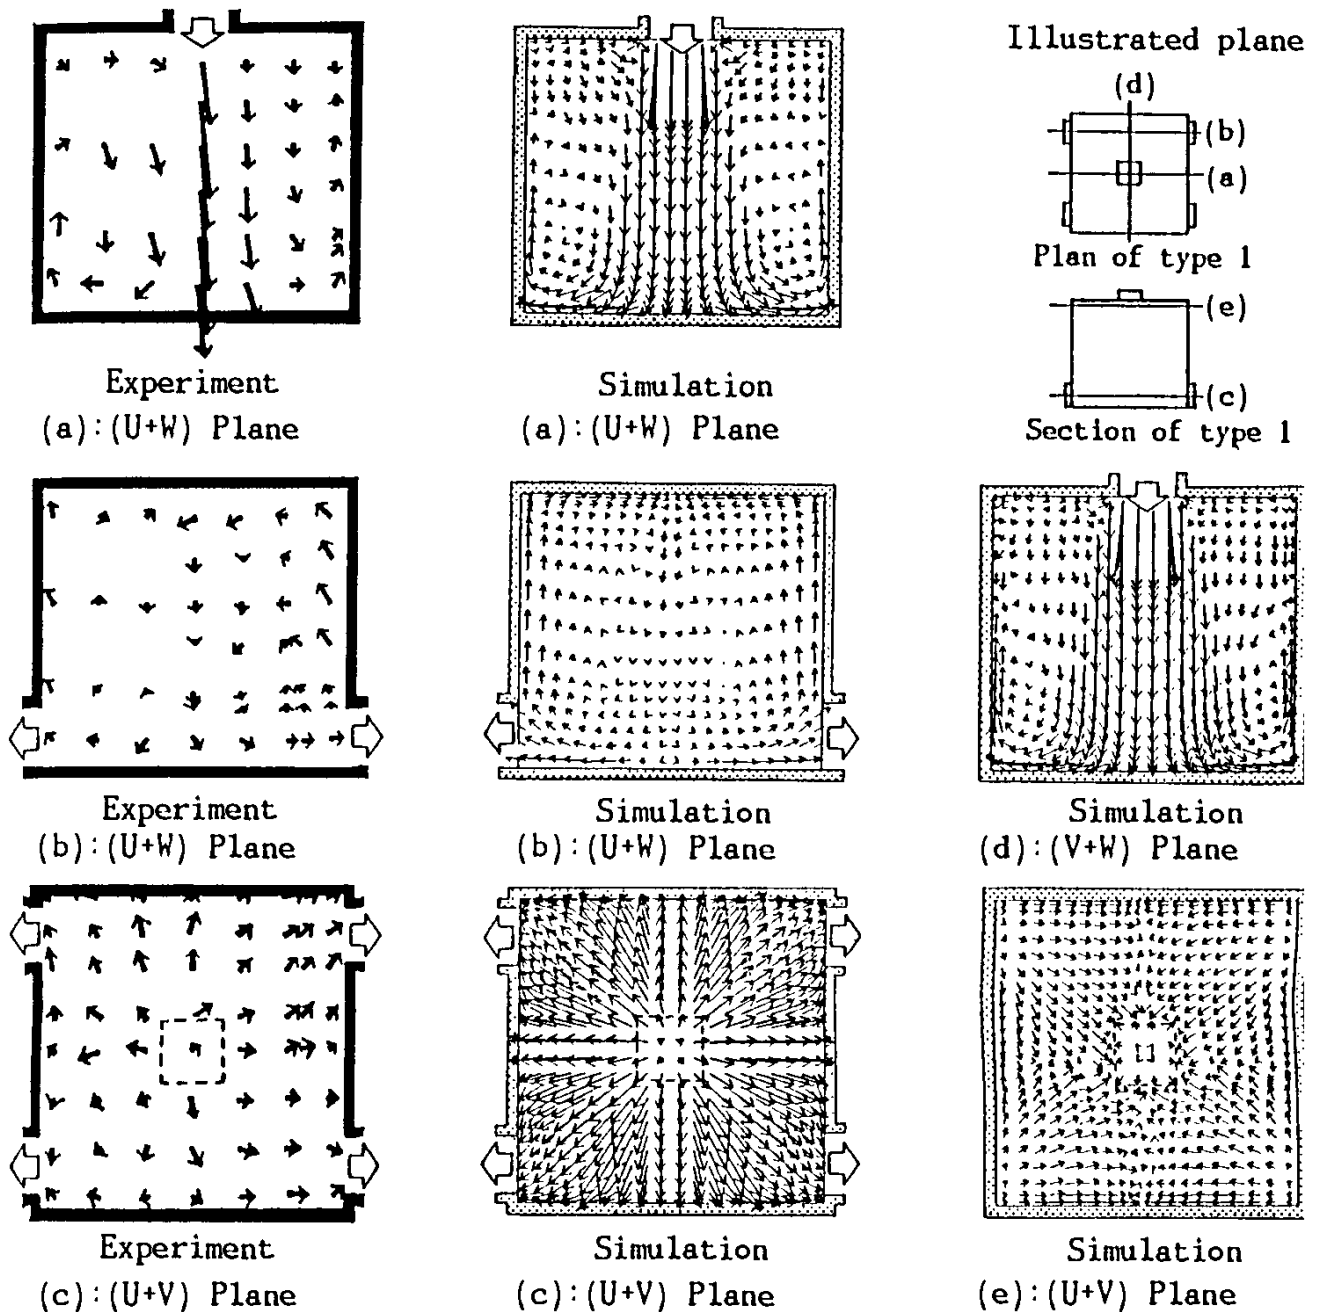 Illustrated plane
(d)
(b)
(a)
Plan of type 1
(e)
(c)
Section of type 1
Experiment
(a):(U+W) Plane
Simulation
(a):(U+W) Plane
Experiment
(b):(U+W) Plane
Simulation
(b):(U+W) Plane
Simulation
(d):(V+W) Plane
Experiment
(c):(U+V) Plane
Simulation
(c):(U+V) Plane
Simulation
(e):(U+V) Plane